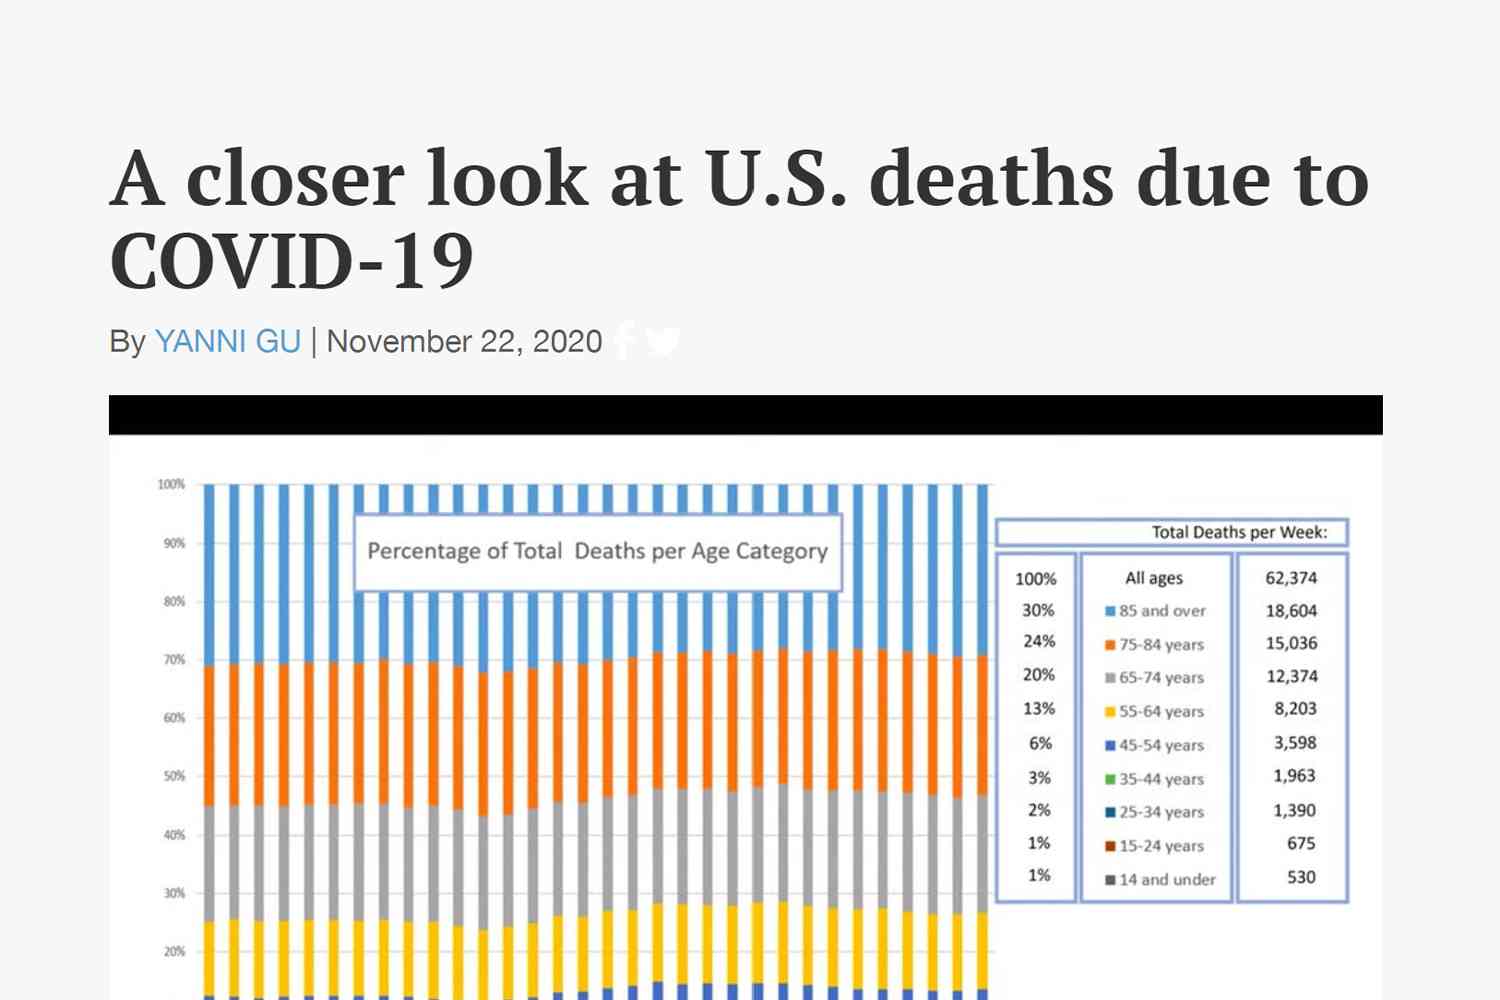 A closer look at U.S. deaths due to
COVID-19
By YANNI GU | November 22, 2020
100%
90%
80%
70%
60%
50%
40%
30%
20%
Percentage of Total Deaths per Age Category
Total Deaths per Week:
100% All ages 62,374
30% 85 and over 18,604
24% 75-84 years 15,036
20% 65-74 years 12,374
13% 55-64 years 8,203
6% 45-54 years 3,598
3% 35-44 years 1,963
2% 25-34 years 1,390
1% 15-24 years 675
1% 14 and under 530